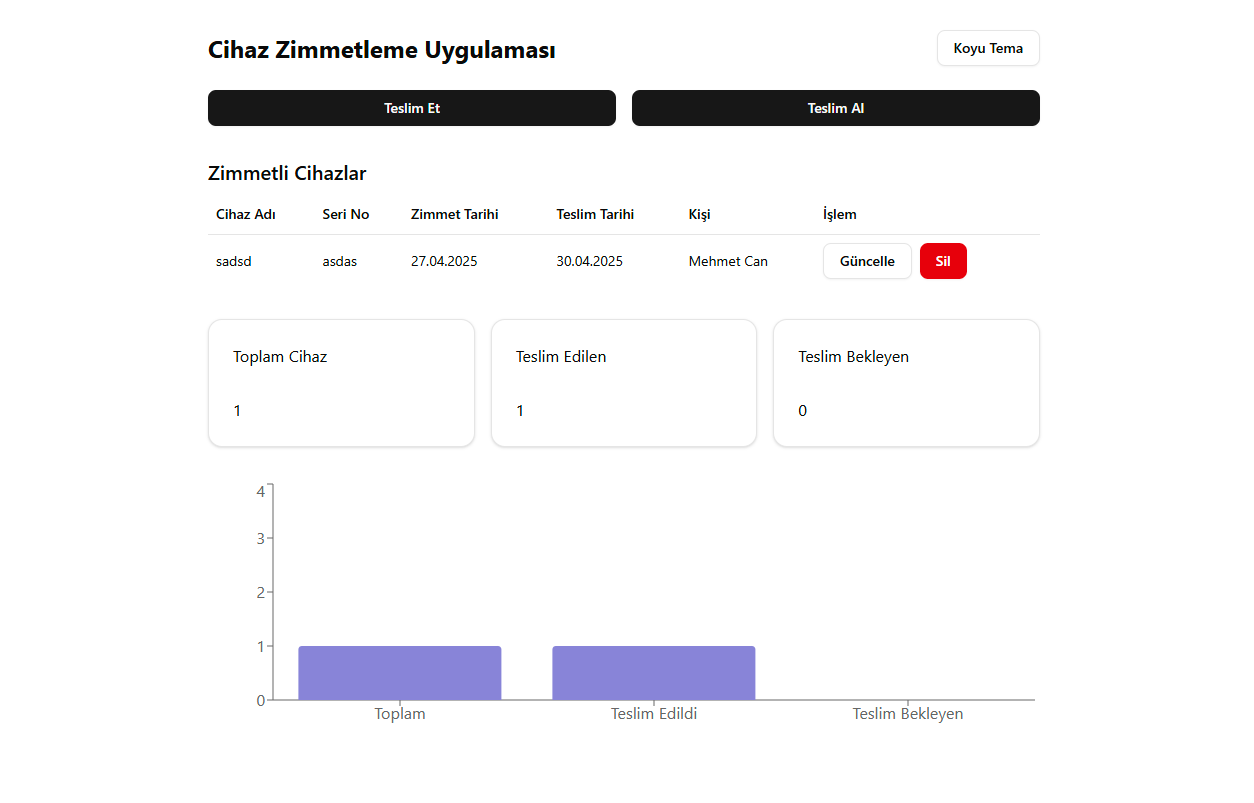 Cihaz Zimmetleme Uygulaması
Koyu Tema
Teslim Et
Teslim Al
Zimmetli Cihazlar
Cihaz Adı Seri No Zimmet Tarihi Teslim Tarihi Kişi İşlem
sadsd asdas 27.04.2025 30.04.2025 Mehmet Can Güncelle Sil
Toplam Cihaz
1
Teslim Edilen
1
Teslim Bekleyen
0
4
3
2
1
0
Toplam Teslim Edildi Teslim Bekleyen